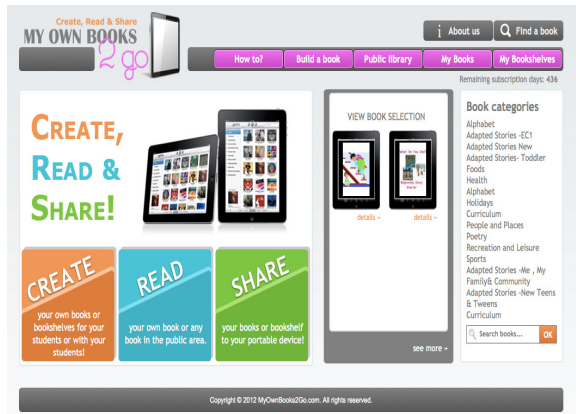 Create, Read & Share
MY OWN BOOKS
2 go
i About us
Find a book
How to?
Build a book
Public library
My Books
My Bookshelves
Remaining subscription days: 436
CREATE,
READ &
SHARE!
VIEW BOOK SELECTION
details »
details »
see more »
Book categories
Alphabet
Adapted Stories -EC1
Adapted Stories New
Adapted Stories- Toddler
Foods
Health
Alphabet
Holidays
Curriculum
People and Places
Poetry
Recreation and Leisure
Sports
Adapted Stories -Me , My
Family& Community
Adapted Stories -New Teens
& Tweens
Curriculum
Search books...
OK
CREATE
your own books or
bookshelves for your
students or with your
students!
READ
your own book or any
book in the public area.
SHARE
your books or bookshelf
to your portable device!
Copyright © 2012 MyOwnBooks2Go.com. All rights reserved.